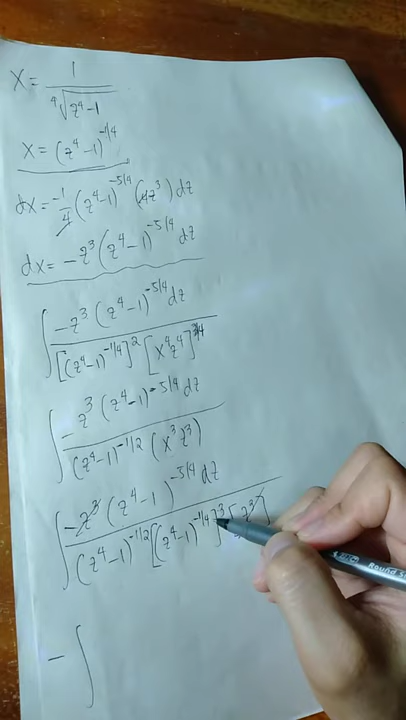 x = 1/⁴√(z⁴-1)
x = (z⁴-1)^(-1/4)
dx = -1/4 (z⁴-1)^(-5/4) (4z³) dz
dx = -z³ (z⁴-1)^(-5/4) dz
∫ -z³ (z⁴-1)^(-5/4) dz / [(z⁴-1)^(-1/4)]² [x⁴z⁴]^(3/4)
∫ -z³ (z⁴-1)^(-5/4) dz / (z⁴-1)^(-1/2) (x³z³)
∫ -z³ (z⁴-1)^(-5/4) dz / (z⁴-1)^(-1/2) [(z⁴-1)^(-1/4)]³ [z³]
- ∫